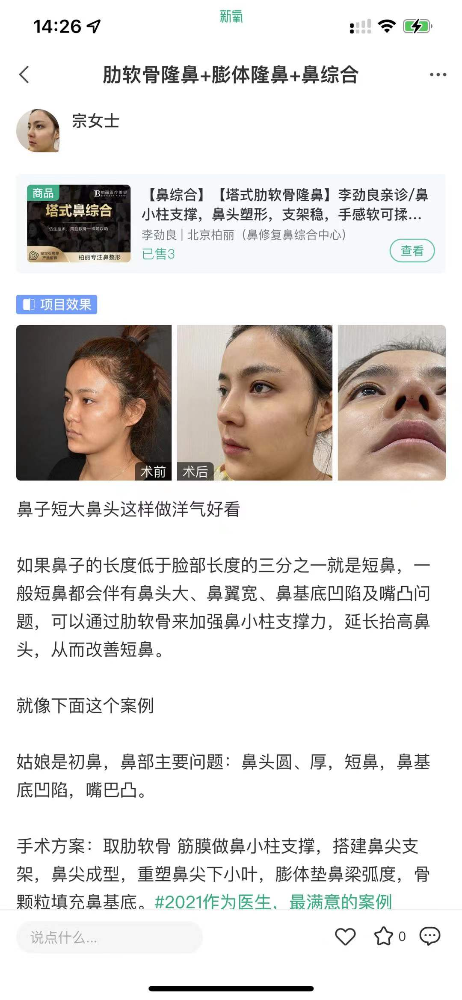 14:26
新氧
肋软骨隆鼻+膨体隆鼻+鼻综合
宗女士
商品
柏丽医疗美容
塔式鼻综合
仿生技术，用肋软骨一样可以动
绿宝石榜单
严选医师
柏丽专注鼻整形
【鼻综合】【塔式肋软骨隆鼻】李劲良亲诊/鼻
小柱支撑，鼻头塑形，支架稳，手感软可揉...
李劲良 | 北京柏丽（鼻修复鼻综合中心）
已售3
查看
项目效果
术前
术后
鼻子短大鼻头这样做洋气好看
如果鼻子的长度低于脸部长度的三分之一就是短鼻，一
般短鼻都会伴有鼻头大、鼻翼宽、鼻基底凹陷及嘴凸问
题，可以通过肋软骨来加强鼻小柱支撑力，延长抬高鼻
头，从而改善短鼻。
就像下面这个案例
姑娘是初鼻，鼻部主要问题：鼻头圆、厚，短鼻，鼻基
底凹陷，嘴巴凸。
手术方案：取肋软骨 筋膜做鼻小柱支撑，搭建鼻尖支
架，鼻尖成型，重塑鼻尖下小叶，膨体垫鼻梁弧度，骨
颗粒填充鼻基底。#2021作为医生，最满意的案例
说点什么...
0